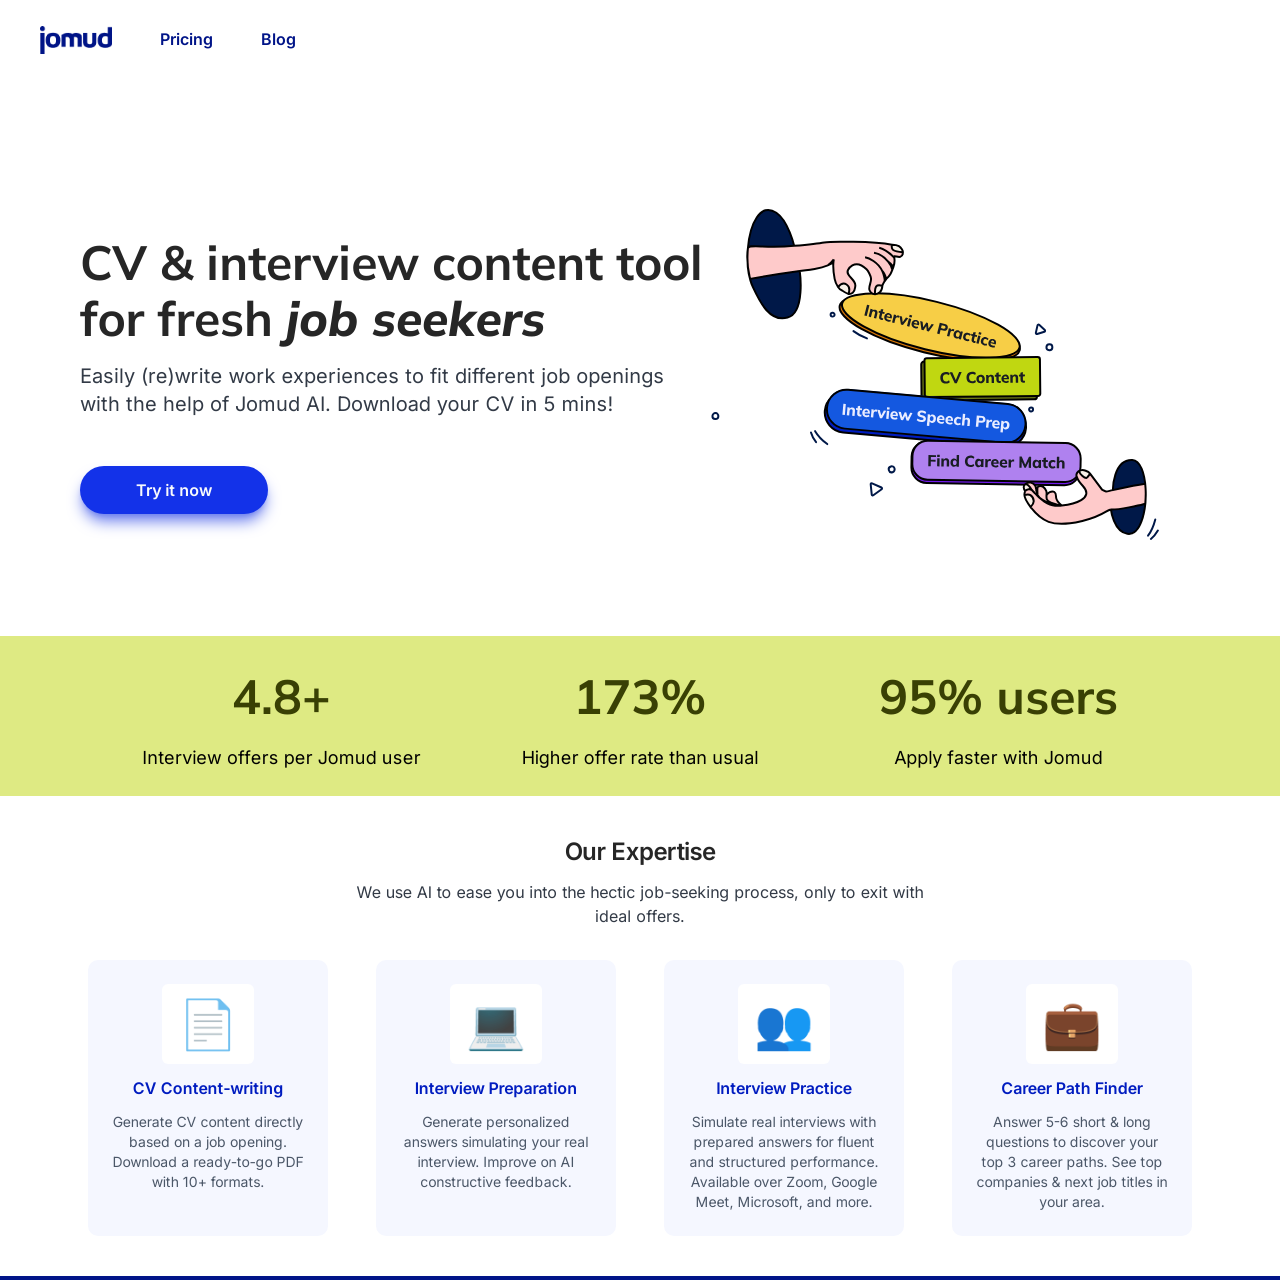 jomud
Pricing
Blog
CV & interview content tool
for fresh job seekers
Easily (re)write work experiences to fit different job openings
with the help of Jomud AI. Download your CV in 5 mins!
Try it now
Interview Practice
CV Content
Interview Speech Prep
Find Career Match
4.8+
Interview offers per Jomud user
173%
Higher offer rate than usual
95% users
Apply faster with Jomud
Our Expertise
We use AI to ease you into the hectic job-seeking process, only to exit with
ideal offers.
CV Content-writing
Generate CV content directly
based on a job opening.
Download a ready-to-go PDF
with 10+ formats.
Interview Preparation
Generate personalized
answers simulating your real
interview. Improve on AI
constructive feedback.
Interview Practice
Simulate real interviews with
prepared answers for fluent
and structured performance.
Available over Zoom, Google
Meet, Microsoft, and more.
Career Path Finder
Answer 5-6 short & long
questions to discover your
top 3 career paths. See top
companies & next job titles in
your area.